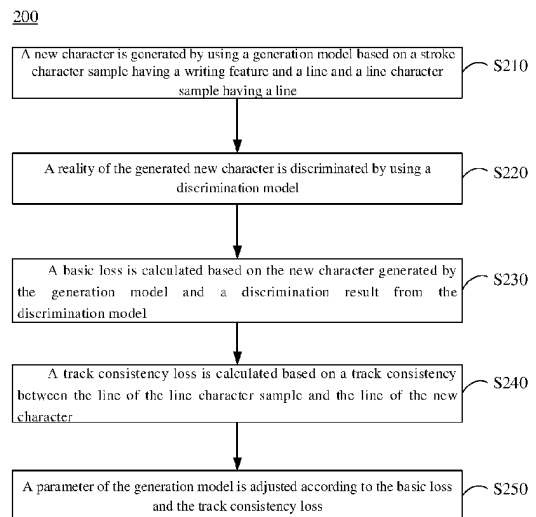 200
A new character is generated by using a generation model based on a stroke
character sample having a writing feature and a line and a line character
sample having a line
S210
A reality of the generated new character is discriminated by using a
discrimination model
S220
A basic loss is calculated based on the new character generated by
the generation model and a discrimination result from the
discrimination model
S230
A track consistency loss is calculated based on a track consistency
between the line of the line character sample and the line of the new
character
S240
A parameter of the generation model is adjusted according to the basic loss
and the track consistency loss
S250